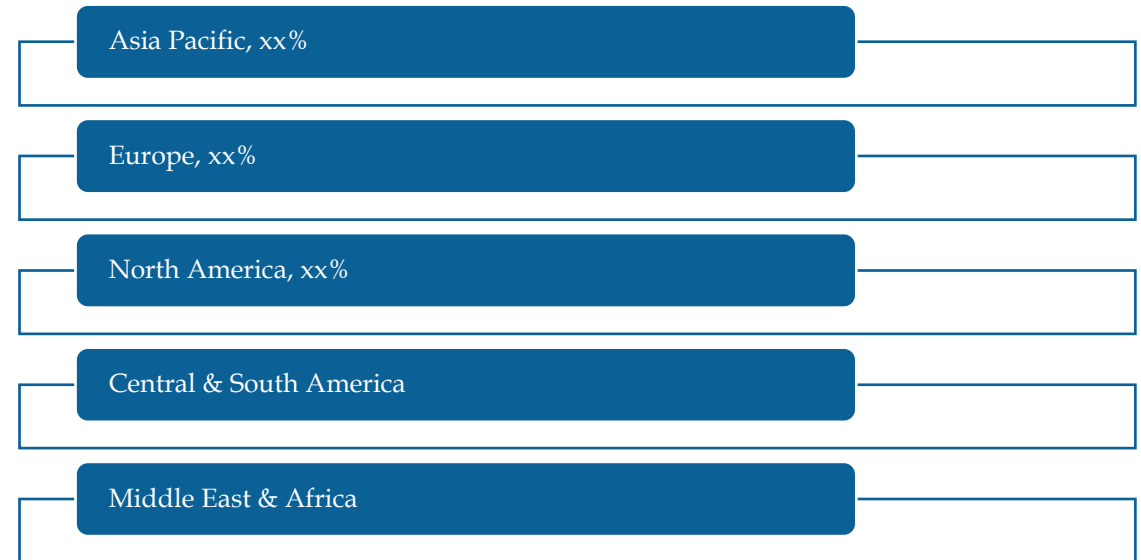 Asia Pacific, xx%
Europe, xx%
North America, xx%
Central & South America
Middle East & Africa